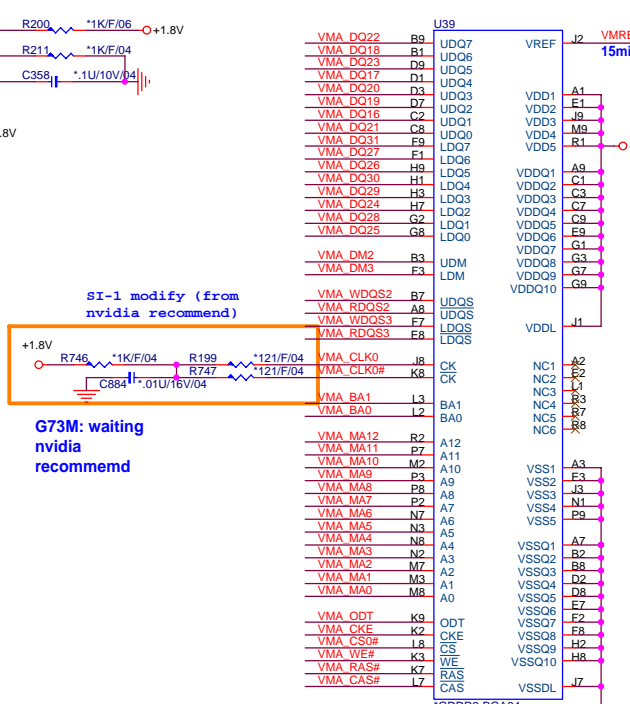 R200 *1K/F/06 +1.8V
R211 *1K/F/04
C358 *.1U/10V/04
.8V
U39
VMA_DQ22 B9 UDQ7 VREF J2 VMRE
15mi
VMA_DQ18 B1 UDQ6
VMA_DQ23 D9 UDQ5
VMA_DQ17 D1 UDQ4
VMA_DQ20 D3 UDQ3 VDD1 A1
VMA_DQ19 D7 UDQ2 VDD2 E1
VMA_DQ16 C2 UDQ1 VDD3 J9
VMA_DQ21 C8 UDQ0 VDD4 M9
VMA_DQ31 F9 LDQ7 VDD5 R1
VMA_DQ27 F1 LDQ6
VMA_DQ26 H9 LDQ5 VDDQ1 A9
VMA_DQ30 H1 LDQ4 VDDQ2 C1
VMA_DQ29 H3 LDQ3 VDDQ3 C3
VMA_DQ24 H7 LDQ2 VDDQ4 C7
VMA_DQ28 G2 LDQ1 VDDQ5 C9
VMA_DQ25 G8 LDQ0 VDDQ6 E9
VDDQ7 G1
VMA_DM2 B3 UDM VDDQ8 G3
VMA_DM3 F3 LDM VDDQ9 G7
VDDQ10 G9
SI-1 modify (from
nvidia recommend)
VMA_WDQS2 B7 UDQS
VMA_RDQS2 A8 UDQS
VMA_WDQS3 F7 LDQS VDDL J1
VMA_RDQS3 E8 LDQS
+1.8V
R746 *1K/F/04 R199 *121/F/04 VMA_CLK0 J8 CK NC1 A2
C884 *.01U/16V/04 R747 *121/F/04 VMA_CLK0# K8 CK NC2 E2
NC3 L1
VMA_BA1 L3 BA1 NC4 R3
VMA_BA0 L2 BA0 NC5 R7
NC6 R8
G73M: waiting
nvidia
recommemd
VMA_MA12 R2 A12
VMA_MA11 P7 A11
VMA_MA10 M2 A10 VSS1 A3
VMA_MA9 P3 A9 VSS2 E3
VMA_MA8 P8 A8 VSS3 J3
VMA_MA7 P2 A7 VSS4 N1
VMA_MA6 N7 A6 VSS5 P9
VMA_MA5 N3 A5
VMA_MA4 N8 A4 VSSQ1 A7
VMA_MA3 N2 A3 VSSQ2 B2
VMA_MA2 M7 A2 VSSQ3 B8
VMA_MA1 M3 A1 VSSQ4 D2
VMA_MA0 M8 A0 VSSQ5 D8
VSSQ6 E7
VMA_ODT K9 ODT VSSQ7 F2
VMA_CKE K2 CKE VSSQ8 F8
VMA_CS0# L8 CS VSSQ9 H2
VMA_WE# K3 WE VSSQ10 H8
VMA_RAS# K7 RAS
VMA_CAS# L7 CAS VSSDL J7